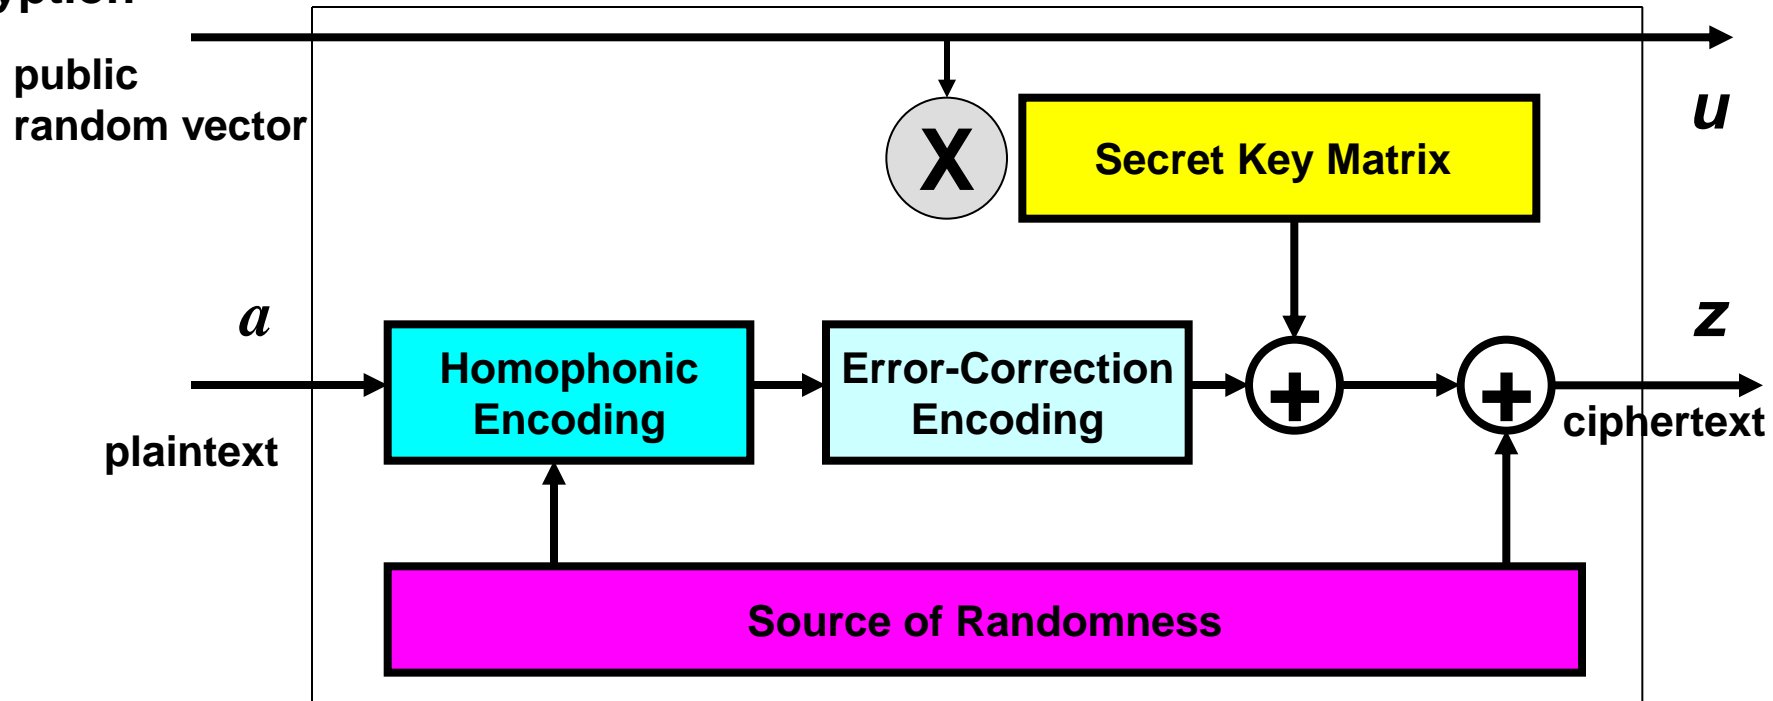 public
random vector
u
X
Secret Key Matrix
a
z
Homophonic
Encoding
Error-Correction
Encoding
+
+
plaintext
ciphertext
Source of Randomness